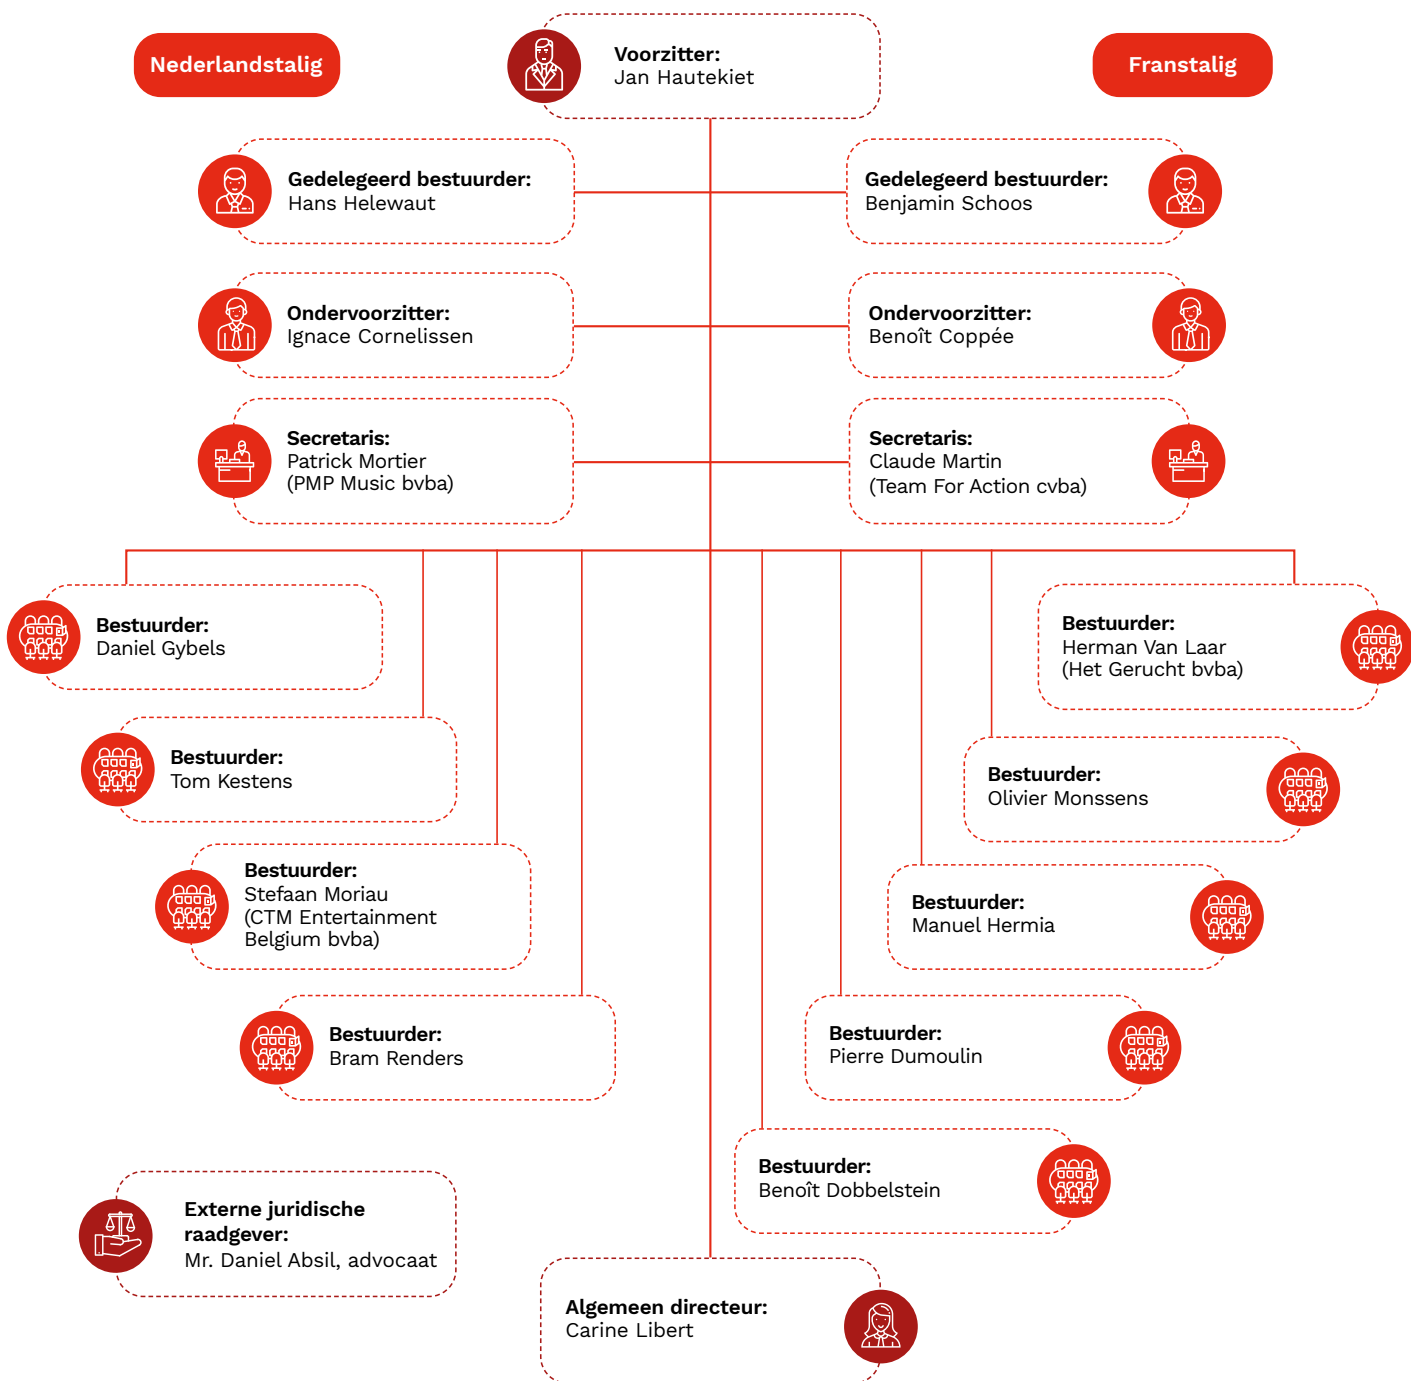 Nederlandstalig
Voorzitter:
Jan Hautekiet
Franstalig
Gedelegeerd bestuurder:
Hans Helewaut
Gedelegeerd bestuurder:
Benjamin Schoos
Ondervoorzitter:
Ignace Cornelissen
Ondervoorzitter:
Benoît Coppée
Secretaris:
Patrick Mortier
(PMP Music bvba)
Secretaris:
Claude Martin
(Team For Action cvba)
Bestuurder:
Daniel Gybels
Bestuurder:
Herman Van Laar
(Het Gerucht bvba)
Bestuurder:
Tom Kestens
Bestuurder:
Olivier Monssens
Bestuurder:
Stefaan Moriau
(CTM Entertainment
Belgium bvba)
Bestuurder:
Manuel Hermia
Bestuurder:
Bram Renders
Bestuurder:
Pierre Dumoulin
Bestuurder:
Benoît Dobbelstein
Externe juridische
raadgever:
Mr. Daniel Absil, advocaat
Algemeen directeur:
Carine Libert